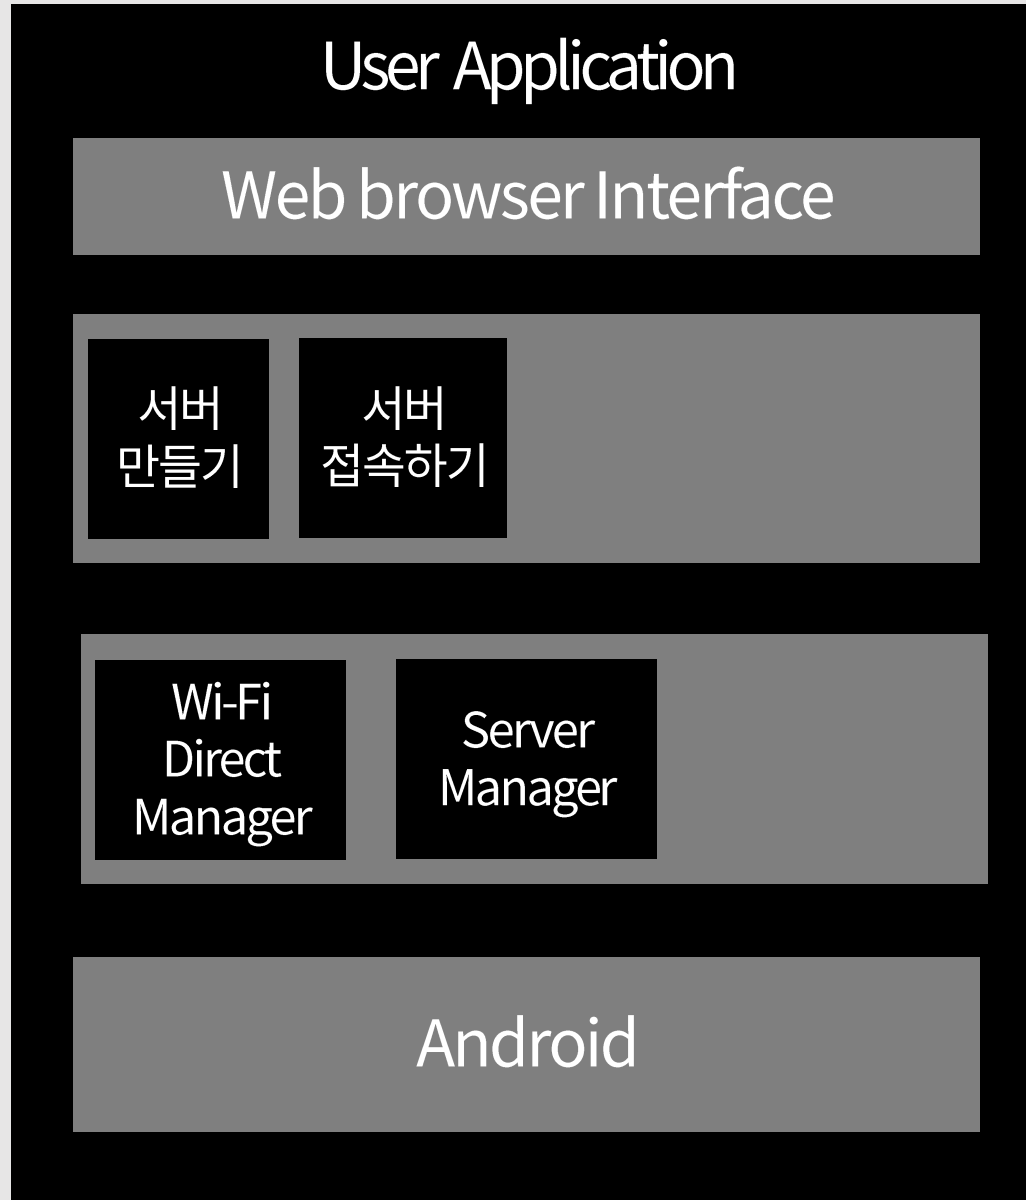 User Application
Web browser Interface
서버
만들기
서버
접속하기
Wi-Fi
Direct
Manager
Server
Manager
Android